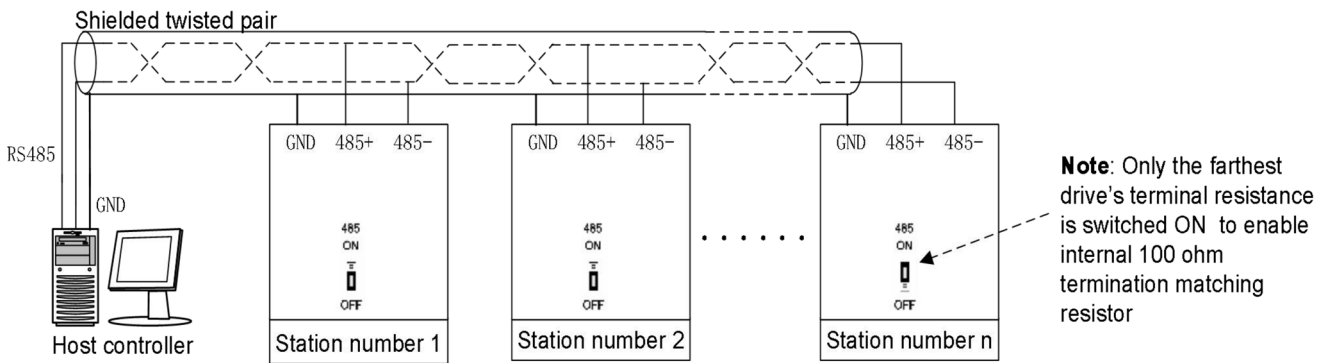 Shielded twisted pair
RS485
GND
Host controller
GND 485+ 485-
485
ON
OFF
Station number 1
GND 485+ 485-
485
ON
OFF
Station number 2
······
GND 485+ 485-
485
ON
OFF
Station number n
Note: Only the farthest
drive's terminal resistance
is switched ON to enable
internal 100 ohm
termination matching
resistor